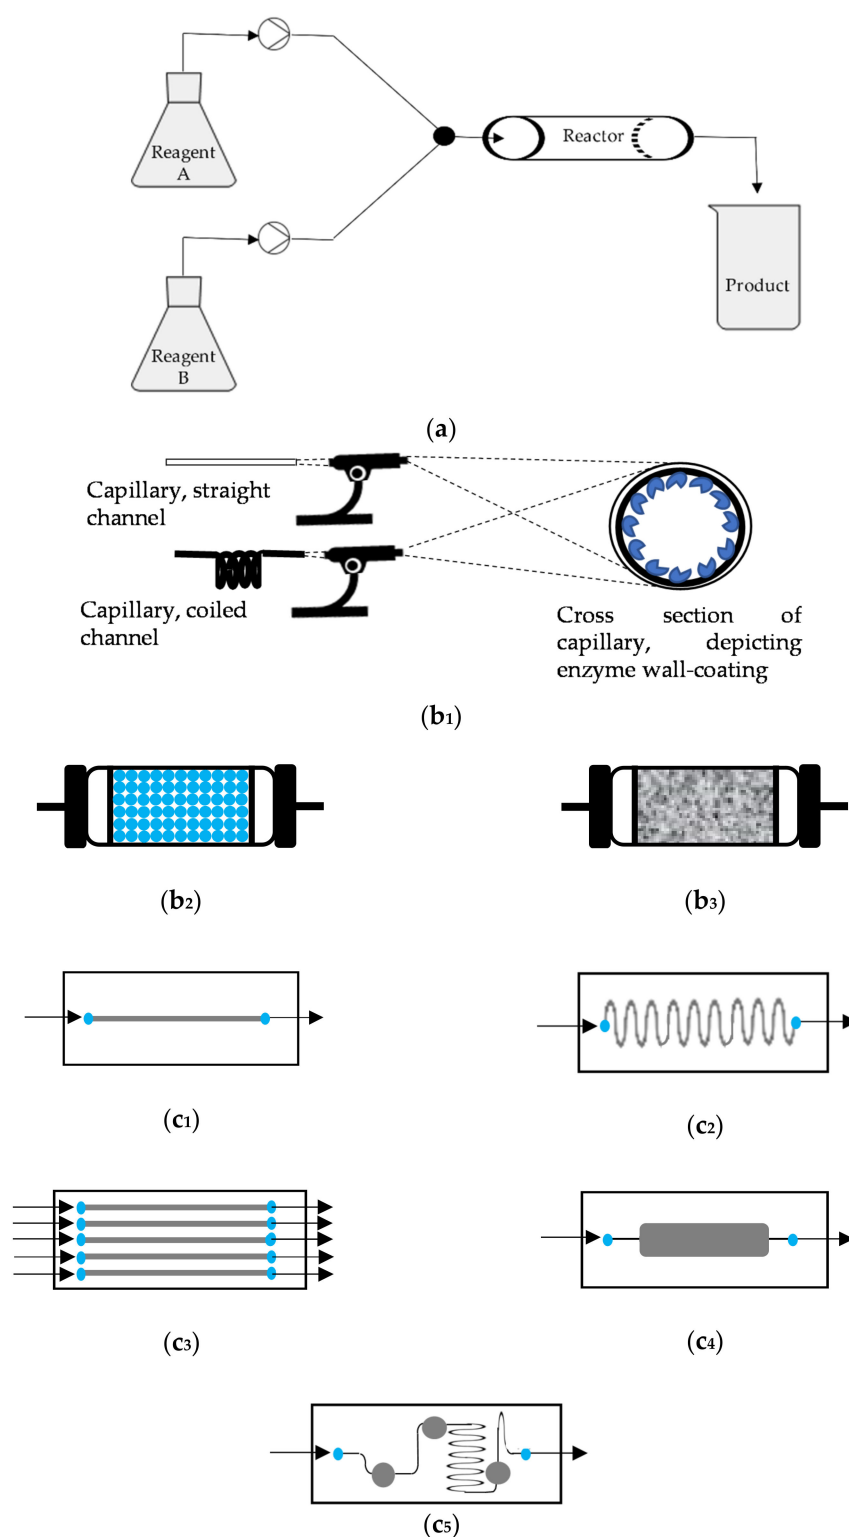 Reagent
A
Reactor
Product
Reagent
B
(a)
Capillary, straight
channel
Capillary, coiled
channel
Cross section of
capillary, depicting
enzyme wall-coating
(b1)
(b2)
(b3)
(c1)
(c2)
(c3)
(c4)
(c5)